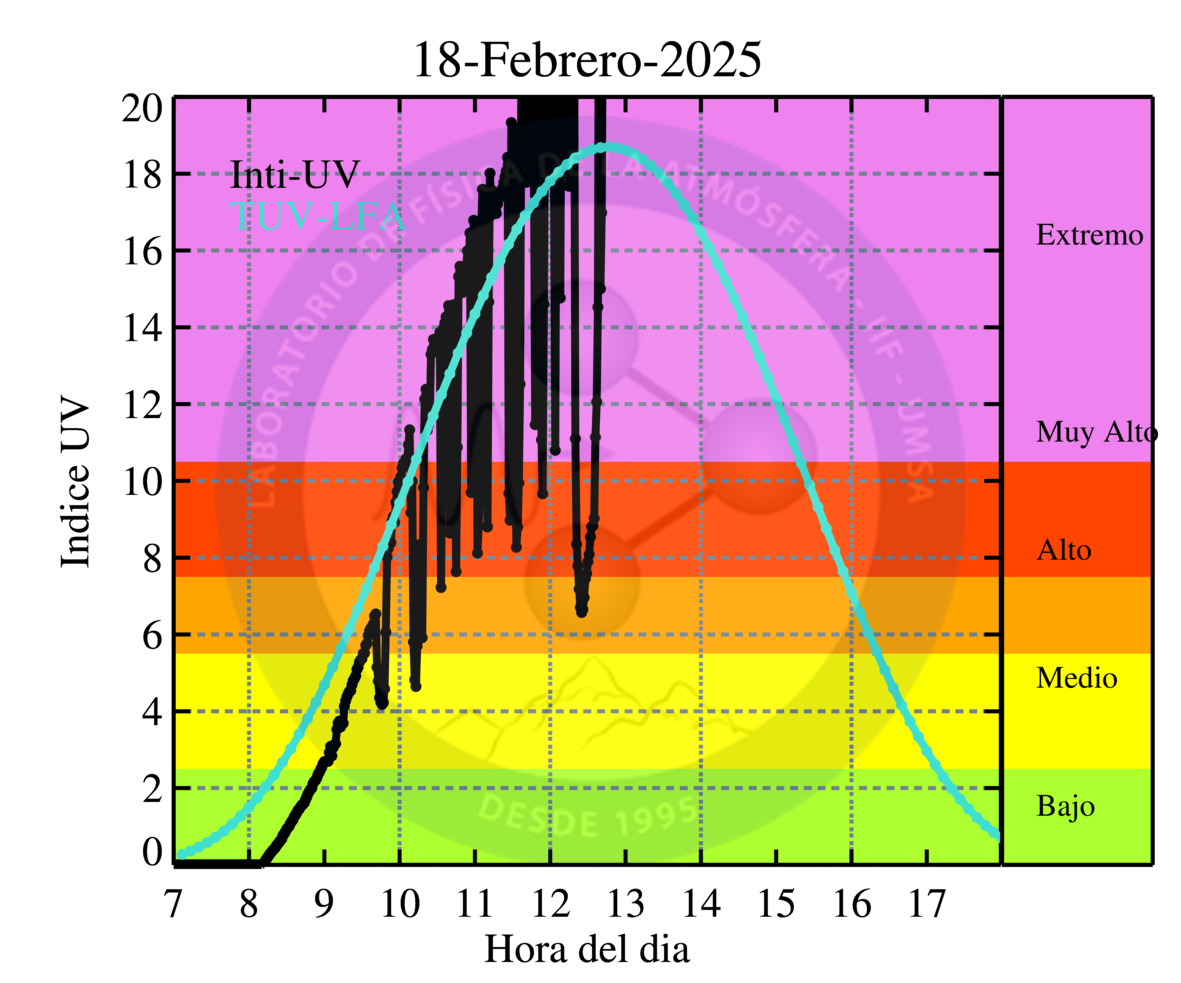 18-Febrero-2025
Indice UV
20
18
16
14
12
10
8
6
4
2
0
Inti-UV
TUV-LFA
LABORATORIO DE FÍSICA DE LA ATMÓSFERA - IIF - UMSA
DESDE 1995
Extremo
Muy Alto
Alto
Medio
Bajo
7 8 9 10 11 12 13 14 15 16 17
Hora del dia